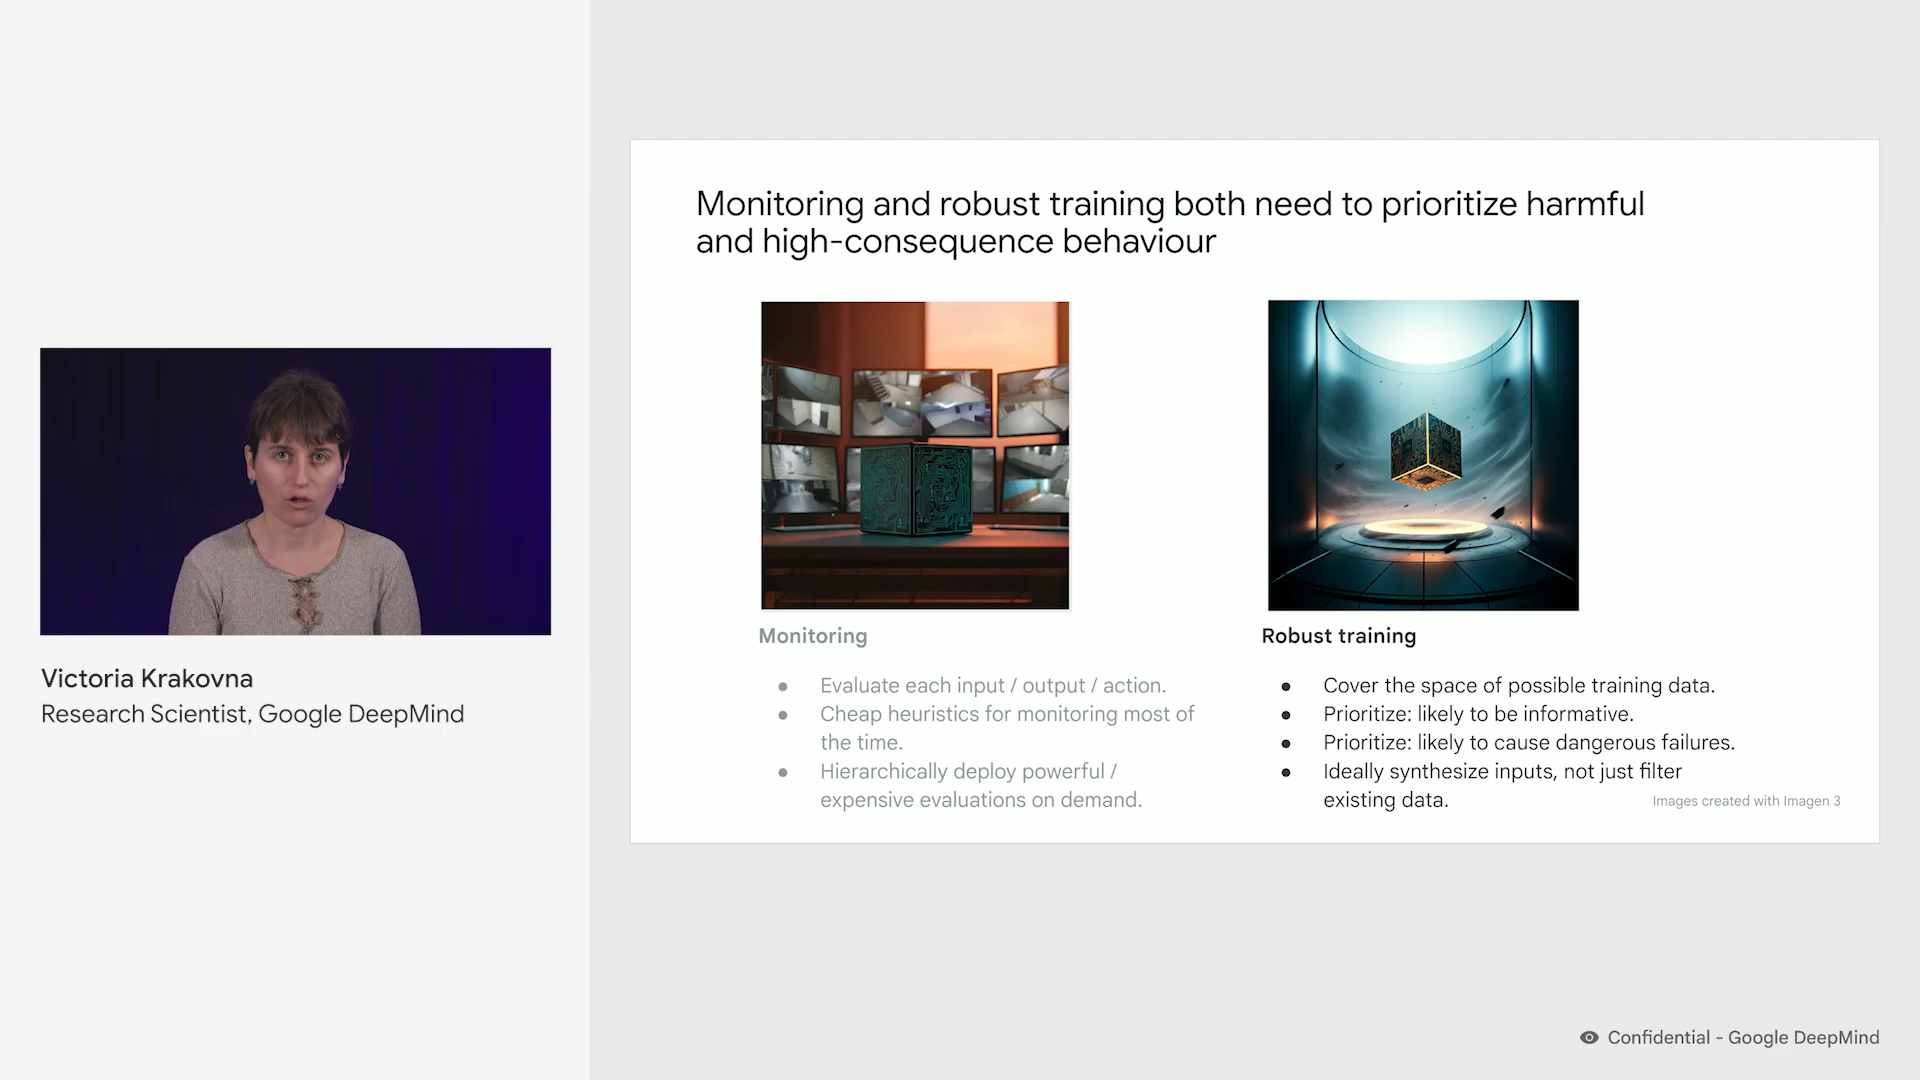 Monitoring and robust training both need to prioritize harmful
and high-consequence behaviour
Monitoring
Evaluate each input / output / action.
Cheap heuristics for monitoring most of
the time.
Hierarchically deploy powerful /
expensive evaluations on demand.
Robust training
Cover the space of possible training data.
Prioritize: likely to be informative.
Prioritize: likely to cause dangerous failures.
Ideally synthesize inputs, not just filter
existing data.
Images created with Imagen 3
Victoria Krakovna
Research Scientist, Google DeepMind
Confidential - Google DeepMind